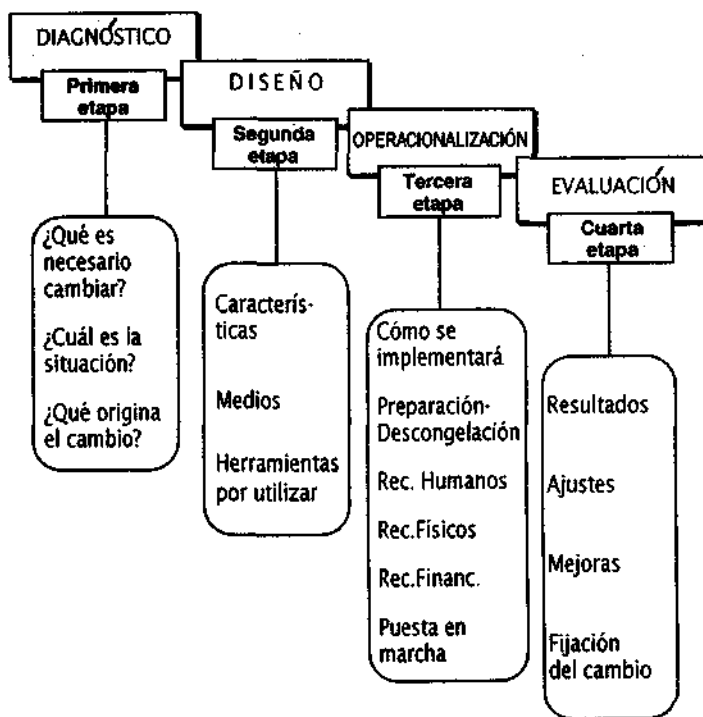 DIAGNÓSTICO
Primera
etapa
¿Qué es
necesario
cambiar?
¿Cuál es la
situación?
¿Qué origina
el cambio?
DISEÑO
Segunda
etapa
Caracterís-
ticas
Medios
Herramientas
por utilizar
OPERACIONALIZACIÓN
Tercera
etapa
Cómo se
implementará
Preparación-
Descongelación
Rec. Humanos
Rec.Físicos
Rec.Financ.
Puesta en
marcha
EVALUACIÓN
Cuarta
etapa
Resultados
Ajustes
Mejoras
Fijación
del cambio